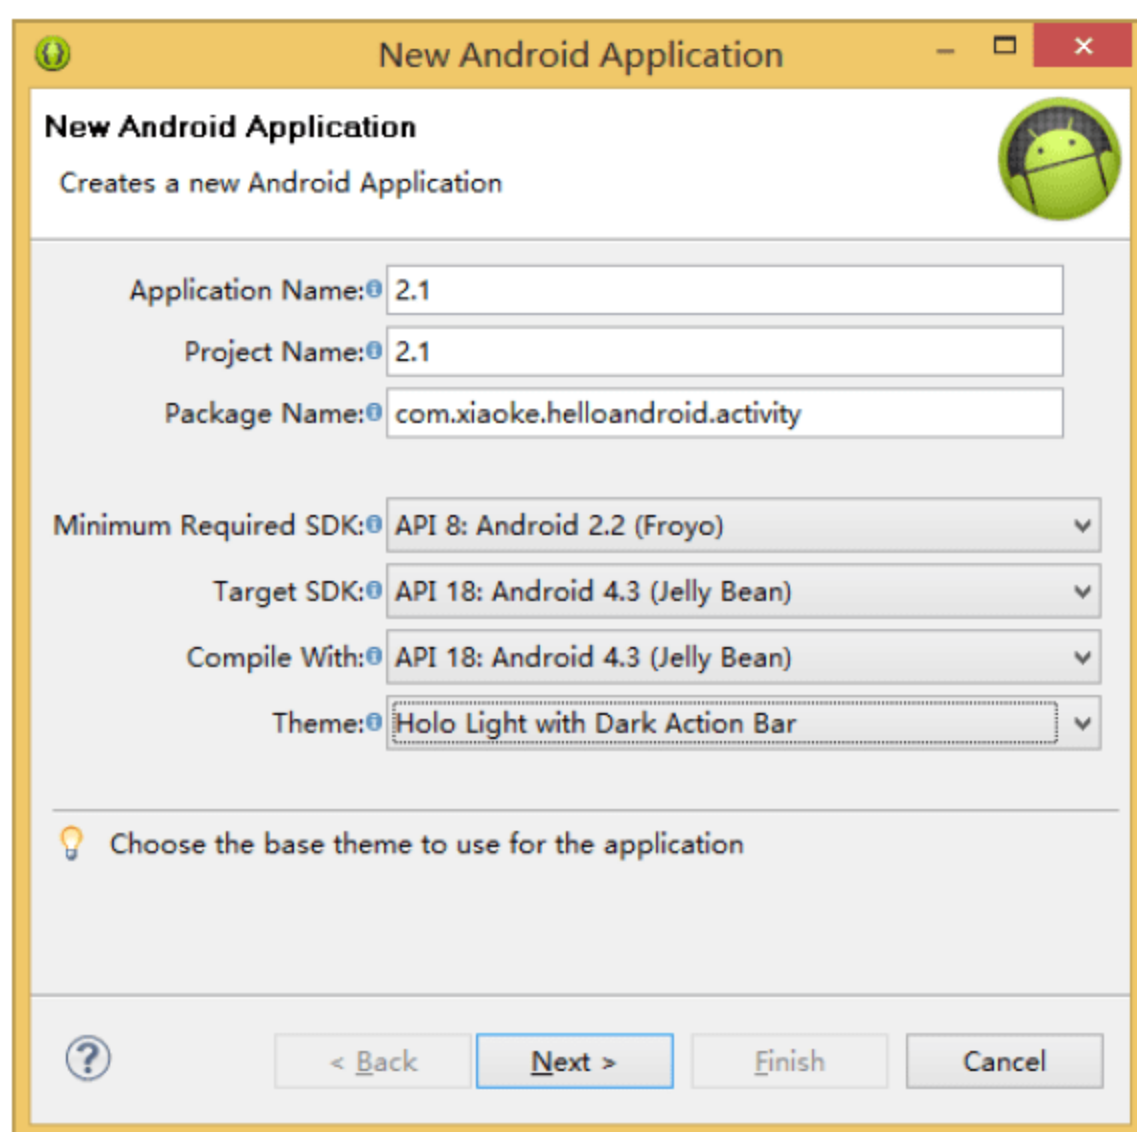 New Android Application
New Android Application
Creates a new Android Application
Application Name: 2.1
Project Name: 2.1
Package Name: com.xiaoke.helloandroid.activity
Minimum Required SDK: API 8: Android 2.2 (Froyo)
Target SDK: API 18: Android 4.3 (Jelly Bean)
Compile With: API 18: Android 4.3 (Jelly Bean)
Theme: Holo Light with Dark Action Bar
Choose the base theme to use for the application
? < Back Next > Finish Cancel